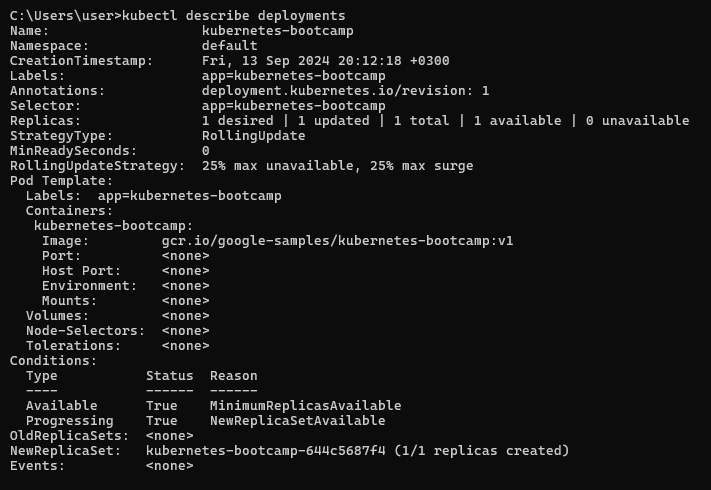 C:\Users\user>kubectl describe deployments
Name:                   kubernetes-bootcamp
Namespace:              default
CreationTimestamp:      Fri, 13 Sep 2024 20:12:18 +0300
Labels:                 app=kubernetes-bootcamp
Annotations:            deployment.kubernetes.io/revision: 1
Selector:               app=kubernetes-bootcamp
Replicas:               1 desired | 1 updated | 1 total | 1 available | 0 unavailable
StrategyType:           RollingUpdate
MinReadySeconds:        0
RollingUpdateStrategy:  25% max unavailable, 25% max surge
Pod Template:
  Labels:  app=kubernetes-bootcamp
  Containers:
   kubernetes-bootcamp:
    Image:         gcr.io/google-samples/kubernetes-bootcamp:v1
    Port:          <none>
    Host Port:     <none>
    Environment:   <none>
    Mounts:        <none>
  Volumes:         <none>
  Node-Selectors:  <none>
  Tolerations:     <none>
Conditions:
  Type           Status  Reason
  ----           ------  ------
  Available      True    MinimumReplicasAvailable
  Progressing    True    NewReplicaSetAvailable
OldReplicaSets:  <none>
NewReplicaSet:   kubernetes-bootcamp-644c5687f4 (1/1 replicas created)
Events:          <none>